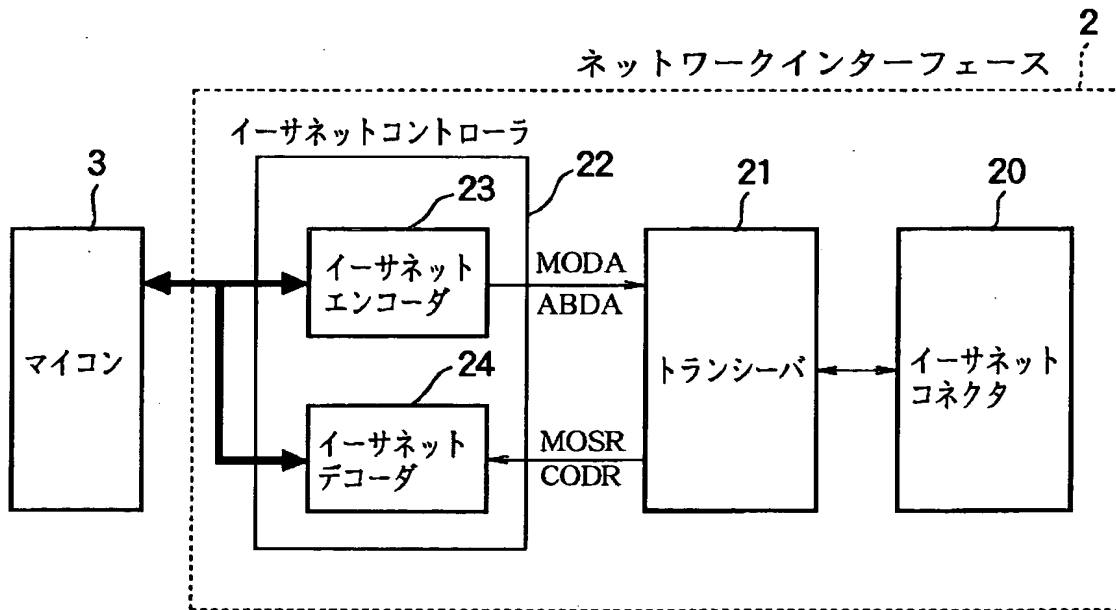 2
ネットワークインターフェース
イーサネットコントローラ
3
23
22
21
20
イーサネット
エンコーダ
MODA
ABDA
マイコン
24
トランシーバ
イーサネット
コネクタ
イーサネット
デコーダ
MOSR
CODR